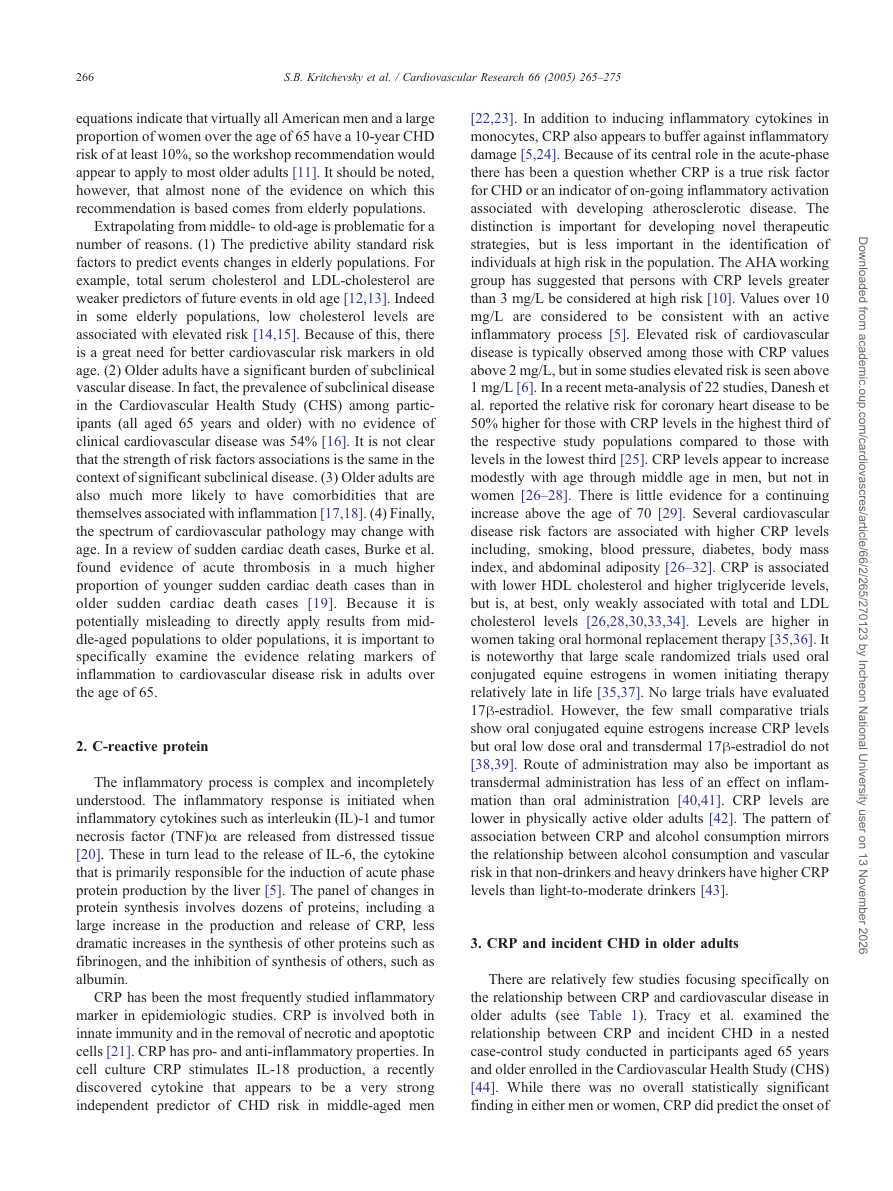 266
S.B. Kritchevsky et al. / Cardiovascular Research 66 (2005) 265–275
equations indicate that virtually all American men and a large
proportion of women over the age of 65 have a 10-year CHD
risk of at least 10%, so the workshop recommendation would
appear to apply to most older adults [11]. It should be noted,
however, that almost none of the evidence on which this
recommendation is based comes from elderly populations.
Extrapolating from middle- to old-age is problematic for a
number of reasons. (1) The predictive ability standard risk
factors to predict events changes in elderly populations. For
example, total serum cholesterol and LDL-cholesterol are
weaker predictors of future events in old age [12,13]. Indeed
in some elderly populations, low cholesterol levels are
associated with elevated risk [14,15]. Because of this, there
is a great need for better cardiovascular risk markers in old
age. (2) Older adults have a significant burden of subclinical
vascular disease. In fact, the prevalence of subclinical disease
in the Cardiovascular Health Study (CHS) among partic-
ipants (all aged 65 years and older) with no evidence of
clinical cardiovascular disease was 54% [16]. It is not clear
that the strength of risk factors associations is the same in the
context of significant subclinical disease. (3) Older adults are
also much more likely to have comorbidities that are
themselves associated with inflammation [17,18]. (4) Finally,
the spectrum of cardiovascular pathology may change with
age. In a review of sudden cardiac death cases, Burke et al.
found evidence of acute thrombosis in a much higher
proportion of younger sudden cardiac death cases than in
older sudden cardiac death cases [19]. Because it is
potentially misleading to directly apply results from mid-
dle-aged populations to older populations, it is important to
specifically examine the evidence relating markers of
inflammation to cardiovascular disease risk in adults over
the age of 65.
2. C-reactive protein
The inflammatory process is complex and incompletely
understood. The inflammatory response is initiated when
inflammatory cytokines such as interleukin (IL)-1 and tumor
necrosis factor (TNF)α are released from distressed tissue
[20]. These in turn lead to the release of IL-6, the cytokine
that is primarily responsible for the induction of acute phase
protein production by the liver [5]. The panel of changes in
protein synthesis involves dozens of proteins, including a
large increase in the production and release of CRP, less
dramatic increases in the synthesis of other proteins such as
fibrinogen, and the inhibition of synthesis of others, such as
albumin.
CRP has been the most frequently studied inflammatory
marker in epidemiologic studies. CRP is involved both in
innate immunity and in the removal of necrotic and apoptotic
cells [21]. CRP has pro- and anti-inflammatory properties. In
cell culture CRP stimulates IL-18 production, a recently
discovered cytokine that appears to be a very strong
independent predictor of CHD risk in middle-aged men
[22,23]. In addition to inducing inflammatory cytokines in
monocytes, CRP also appears to buffer against inflammatory
damage [5,24]. Because of its central role in the acute-phase
there has been a question whether CRP is a true risk factor
for CHD or an indicator of on-going inflammatory activation
associated with developing atherosclerotic disease. The
distinction is important for developing novel therapeutic
strategies, but is less important in the identification of
individuals at high risk in the population. The AHA working
group has suggested that persons with CRP levels greater
than 3 mg/L be considered at high risk [10]. Values over 10
mg/L are considered to be consistent with an active
inflammatory process [5]. Elevated risk of cardiovascular
disease is typically observed among those with CRP values
above 2 mg/L, but in some studies elevated risk is seen above
1 mg/L [6]. In a recent meta-analysis of 22 studies, Danesh et
al. reported the relative risk for coronary heart disease to be
50% higher for those with CRP levels in the highest third of
the respective study populations compared to those with
levels in the lowest third [25]. CRP levels appear to increase
modestly with age through middle age in men, but not in
women [26–28]. There is little evidence for a continuing
increase above the age of 70 [29]. Several cardiovascular
disease risk factors are associated with higher CRP levels
including, smoking, blood pressure, diabetes, body mass
index, and abdominal adiposity [26–32]. CRP is associated
with lower HDL cholesterol and higher triglyceride levels,
but is, at best, only weakly associated with total and LDL
cholesterol levels [26,28,30,33,34]. Levels are higher in
women taking oral hormonal replacement therapy [35,36]. It
is noteworthy that large scale randomized trials used oral
conjugated equine estrogens in women initiating therapy
relatively late in life [35,37]. No large trials have evaluated
17β-estradiol. However, the few small comparative trials
show oral conjugated equine estrogens increase CRP levels
but oral low dose oral and transdermal 17β-estradiol do not
[38,39]. Route of administration may also be important as
transdermal administration has less of an effect on inflam-
mation than oral administration [40,41]. CRP levels are
lower in physically active older adults [42]. The pattern of
association between CRP and alcohol consumption mirrors
the relationship between alcohol consumption and vascular
risk in that non-drinkers and heavy drinkers have higher CRP
levels than light-to-moderate drinkers [43].
3. CRP and incident CHD in older adults
There are relatively few studies focusing specifically on
the relationship between CRP and cardiovascular disease in
older adults (see Table 1). Tracy et al. examined the
relationship between CRP and incident CHD in a nested
case-control study conducted in participants aged 65 years
and older enrolled in the Cardiovascular Health Study (CHS)
[44]. While there was no overall statistically significant
finding in either men or women, CRP did predict the onset of
Downloaded from academic.oup.com/cardiovascres/article/66/2/265/270123 by Incheon National University user on 13 November 2026